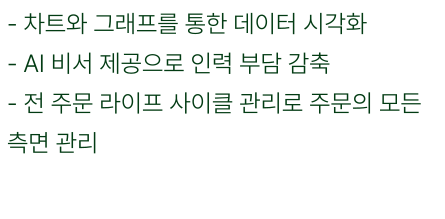 - 차트와 그래프를 통한 데이터 시각화
- AI 비서 제공으로 인력 부담 감축
- 전 주문 라이프 사이클 관리로 주문의 모든
측면 관리